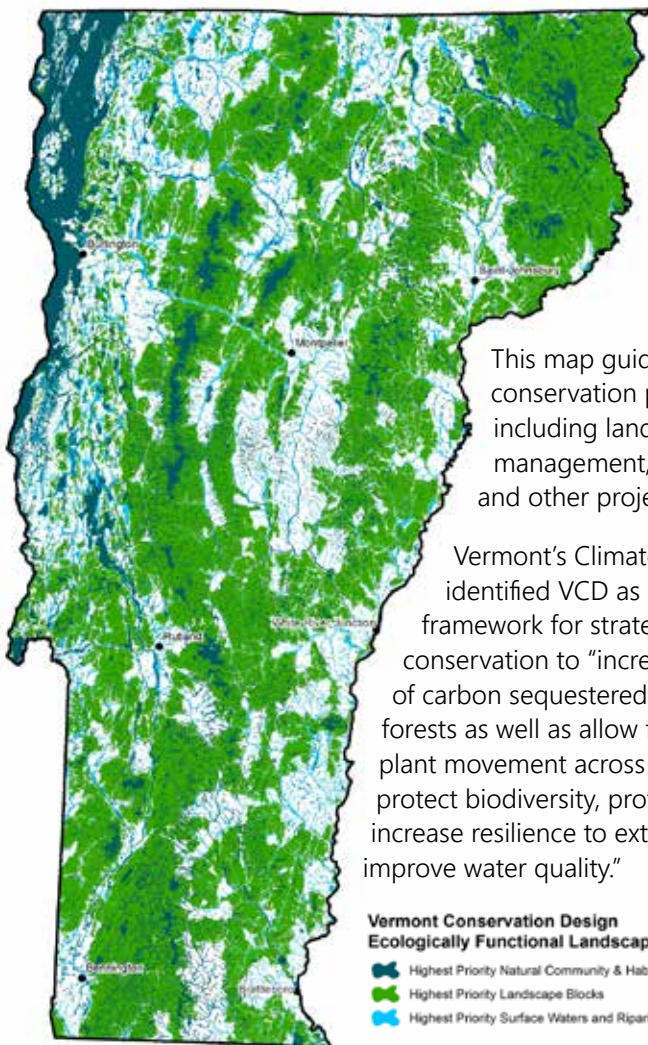 Burlington
Saint Johnsbury
Montpelier
This map guid
conservation p
including land
management,
and other proje
Vermont's Climate
identified VCD as
framework for strate
conservation to "incre
of carbon sequestered
forests as well as allow f
plant movement across
protect biodiversity, prov
increase resilience to ext
improve water quality."
White River Junction
Rutland
Bennington
Brattleboro
Vermont Conservation Design
Ecologically Functional Landscap
Highest Priority Natural Community & Hab
Highest Priority Landscape Blocks
Highest Priority Surface Waters and Ripari